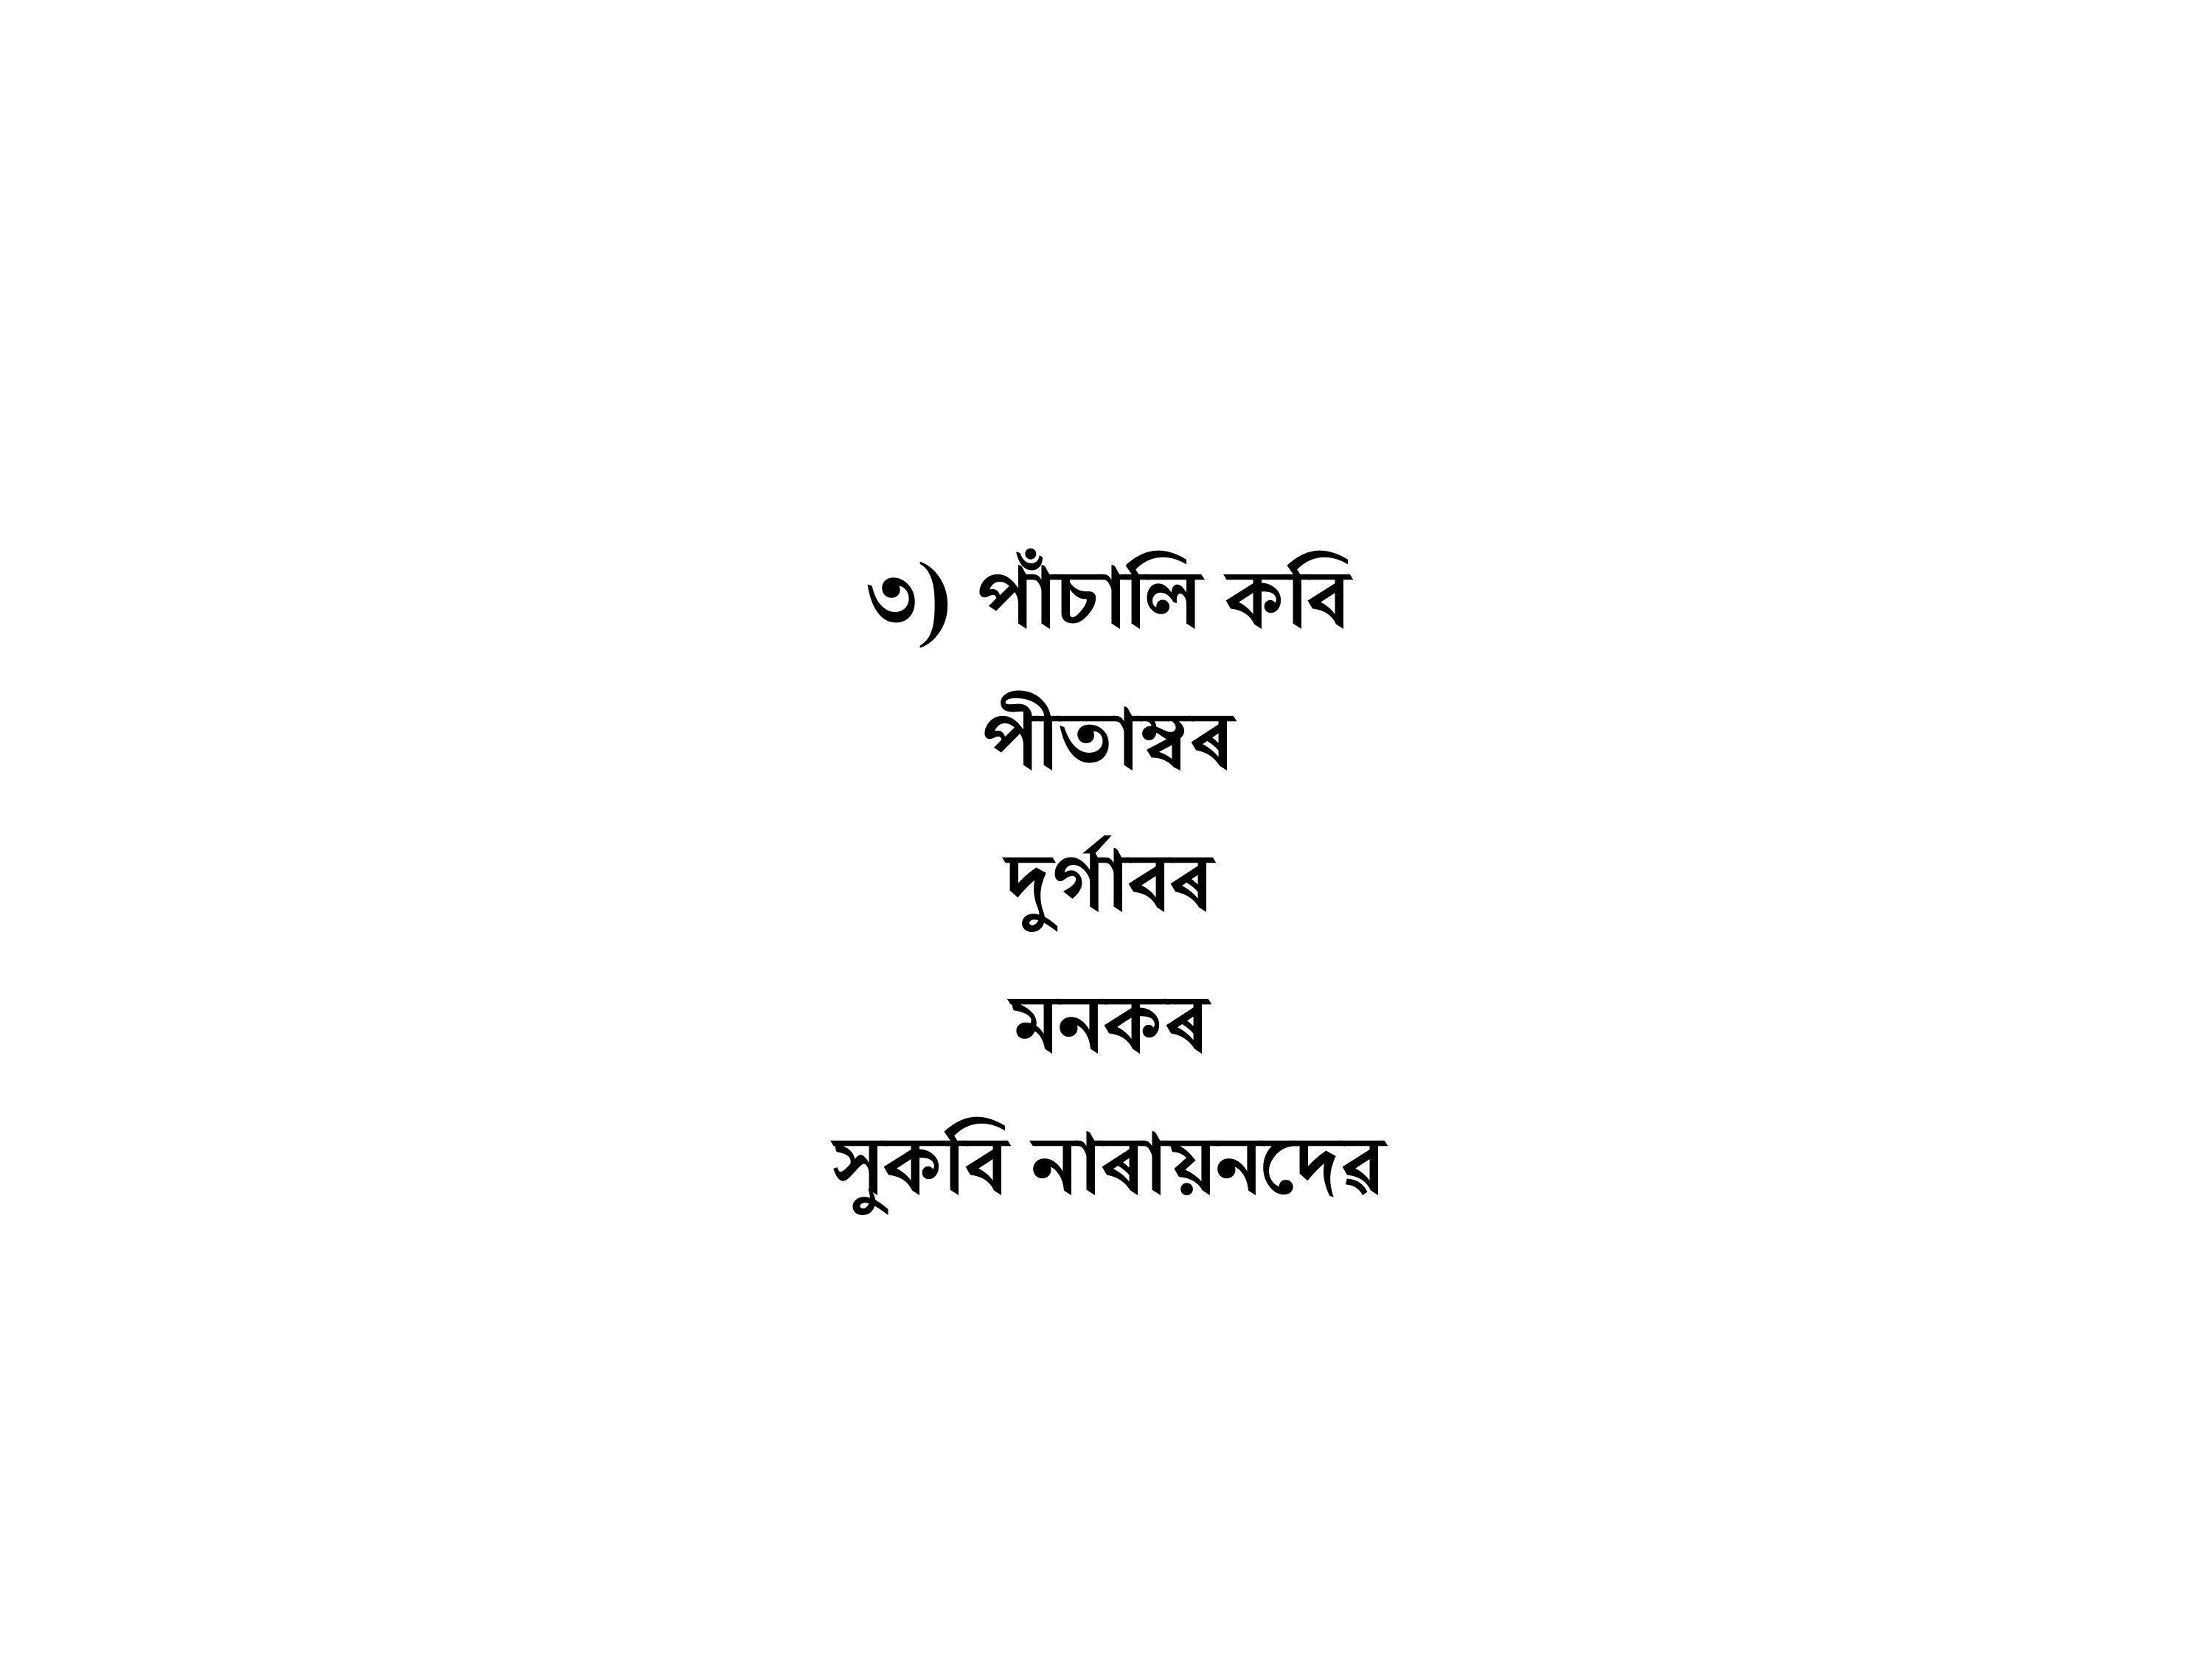 ৩) পাঁচালি কবি
পীতাম্বৰ
দুৰ্গাবৰ
মনকৰ
সুকবি নাৰায়নদেৱ